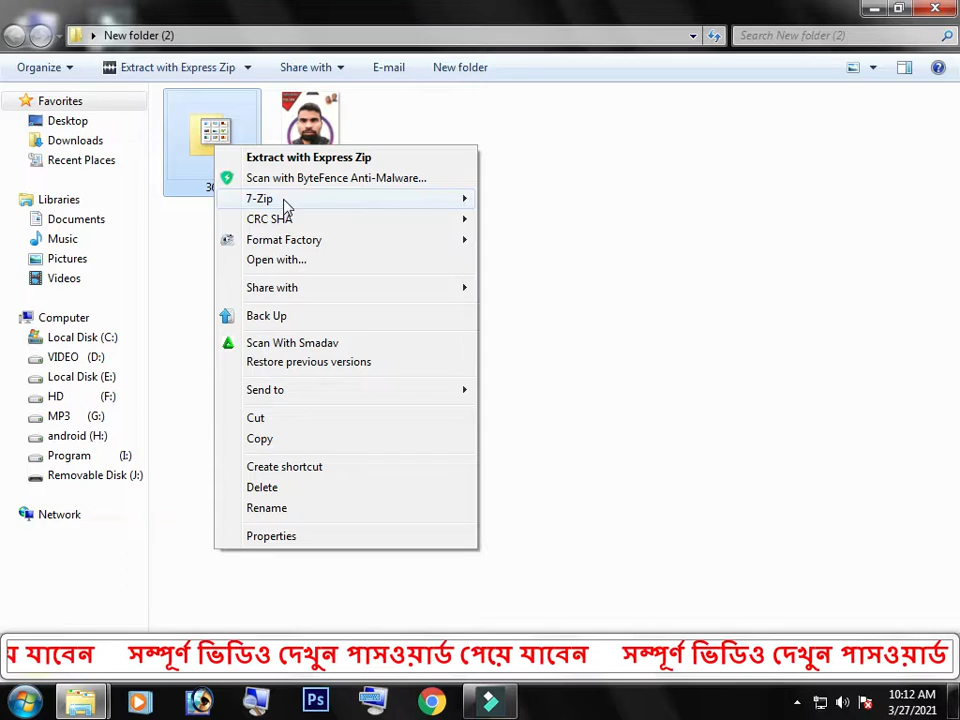 New folder (2)
Search New folder (2)
Organize
Extract with Express Zip
Share with
E-mail
New folder
Favorites
Desktop
Downloads
Recent Places
Libraries
Documents
Music
Pictures
Videos
Computer
Local Disk (C:)
VIDEO (D:)
Local Disk (E:)
HD (F:)
MP3 (G:)
android (H:)
Program (I:)
Removable Disk (J:)
Network
Extract with Express Zip
Scan with ByteFence Anti-Malware...
7-Zip
CRC SHA
Format Factory
Open with...
Share with
Back Up
Scan With Smadav
Restore previous versions
Send to
Cut
Copy
Create shortcut
Delete
Rename
Properties
যাবেন সম্পূর্ণ ভিডিও দেখুন পাসওয়ার্ড পেয়ে যাবেন সম্পূর্ণ ভিডিও দেখুন পাসওয়ার্ড
Ps
10:12 AM
3/27/2021